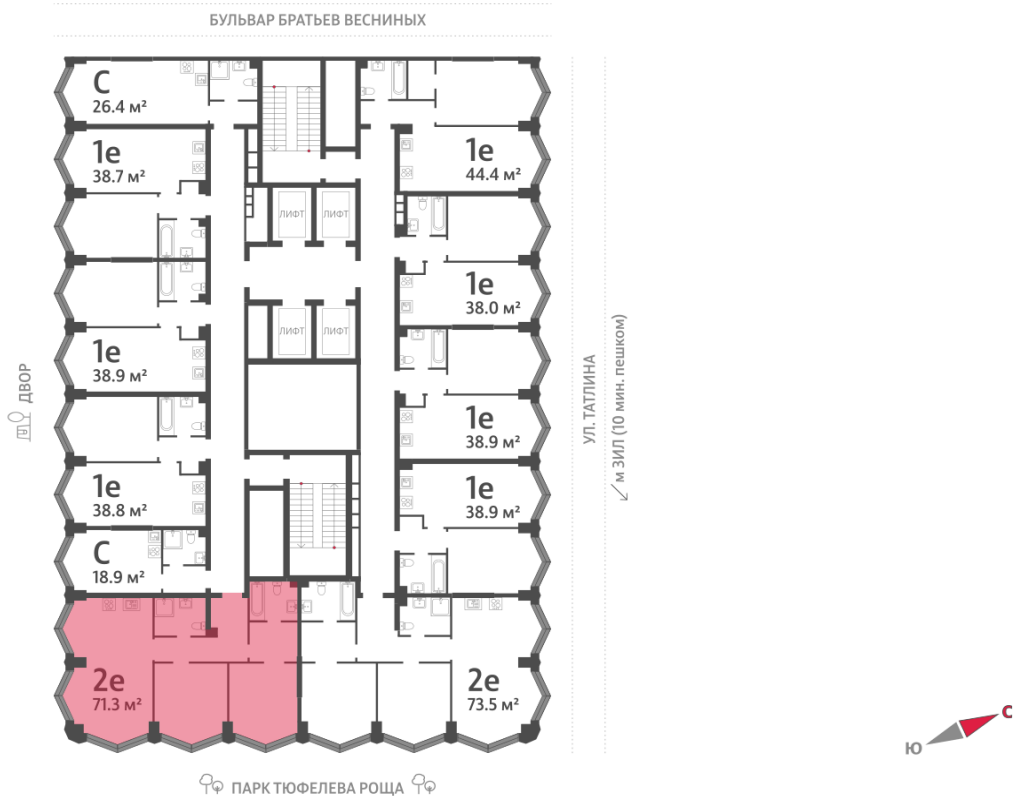 БУЛЬВАР БРАТЬЕВ ВЕСНИНЫХ
С
26.4 м²
1е
38.7 м²
1е
44.4 м²
ЛИФТ
ЛИФТ
1е
38.0 м²
ЛИФТ
ЛИФТ
1е
38.9 м²
ДВОР
УЛ. ТАТЛИНА
м ЗИЛ (10 мин. пешком)
1е
38.9 м²
1е
38.8 м²
1е
38.9 м²
С
18.9 м²
2е
71.3 м²
2е
73.5 м²
С
Ю
ПАРК ТЮФЕЛЕВА РОЩА